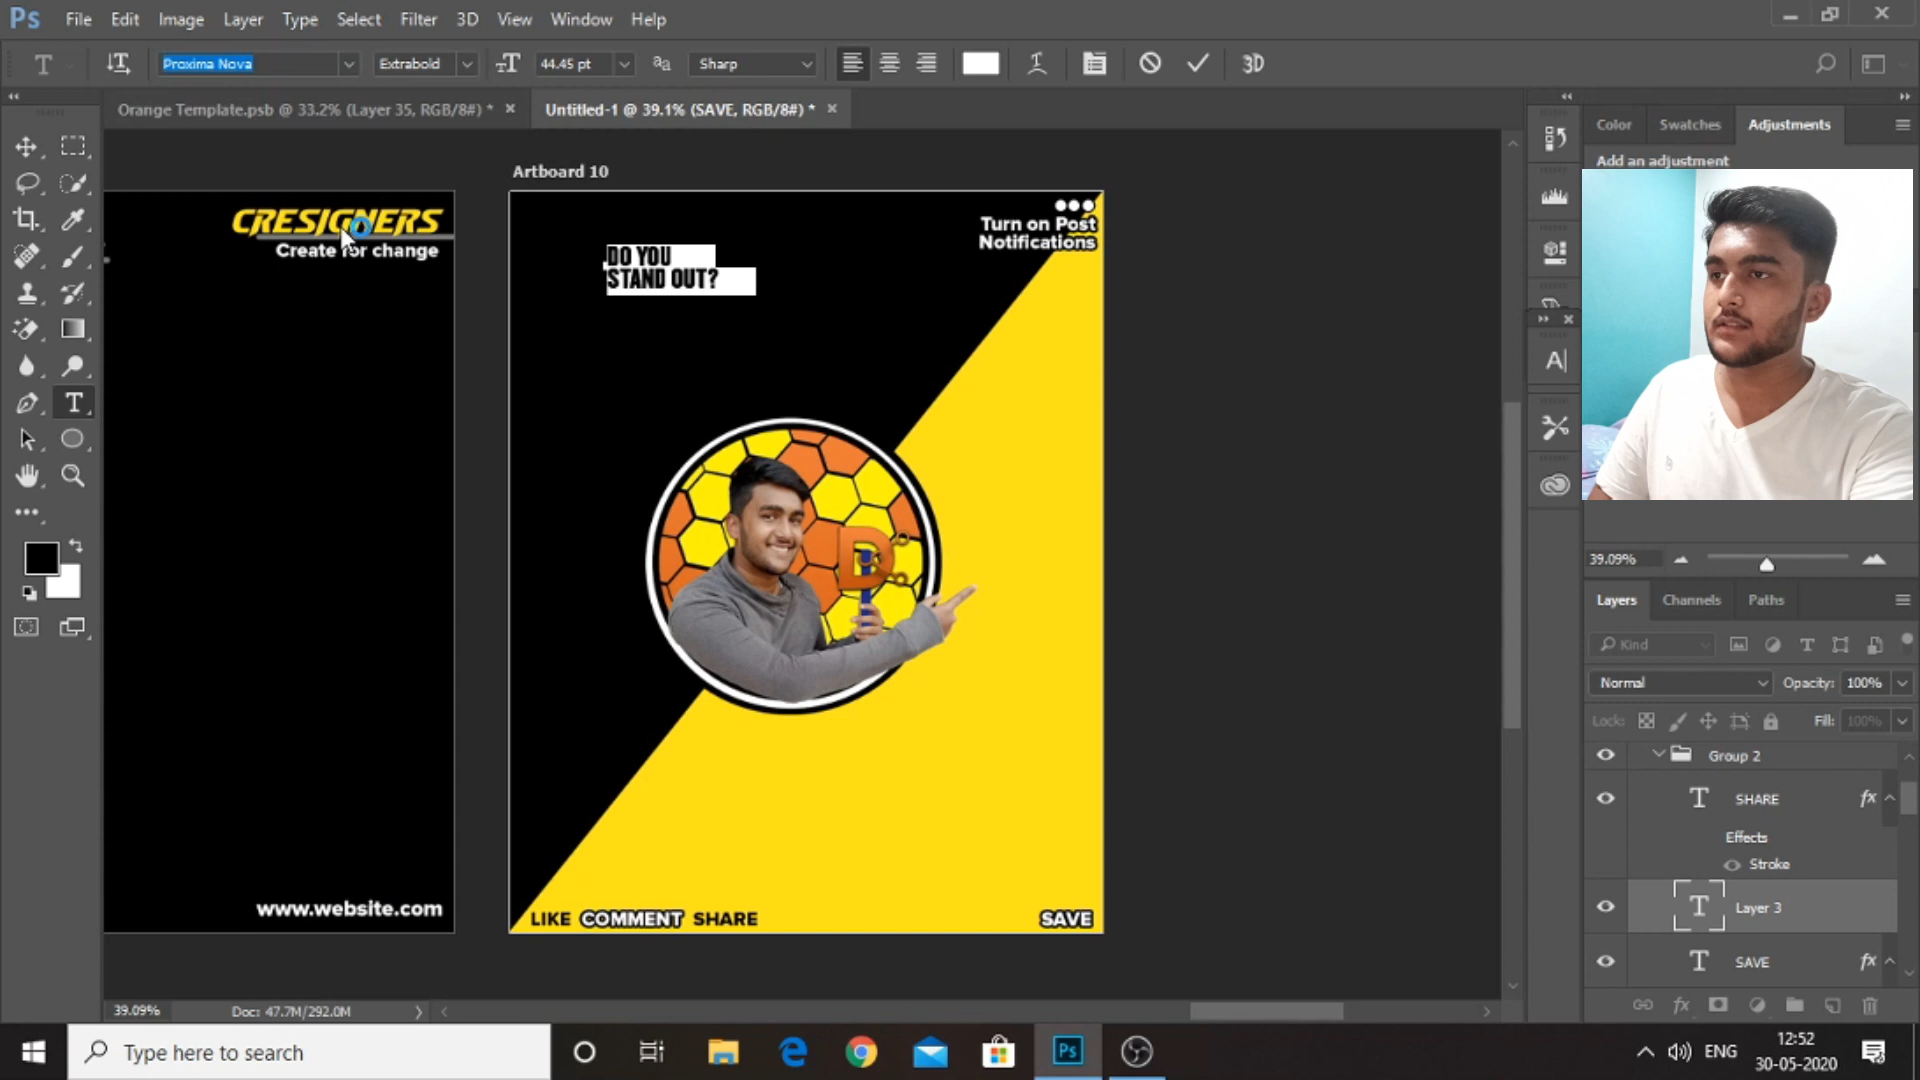 Ps File Edit Image Layer Type Select Filter 3D View Window Help
Proxima Nova Extrabold 44.45 pt Sharp 3D
Orange Template.psb @ 33.2% (Layer 35, RGB/8#) * Untitled-1 @ 39.1% (SAVE, RGB/8#) *
Color Swatches Adjustments
Add an adjustment
Artboard 10
CRESIGNERS
Create for change
www.website.com
Turn on Post
Notifications
DO YOU
STAND OUT?
D
LIKE COMMENT SHARE SAVE
39.09%
Layers Channels Paths
Kind
Normal Opacity: 100%
Lock: Fill: 100%
Group 2
SHARE fx
Effects
Stroke
Layer 3
SAVE fx
39.09% Doc: 47.7M/292.0M
Type here to search
Ps
ENG
12:52
30-05-2020